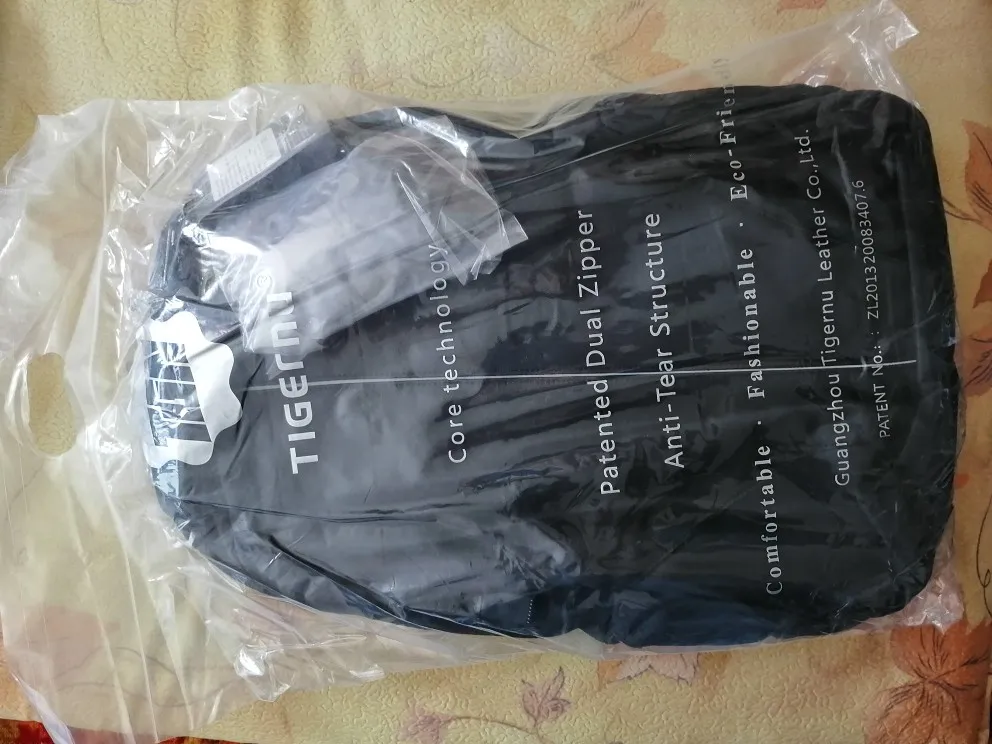 TIGERNU®
Core technology
Patented Dual Zipper
Anti-Tear Structure
Comfortable · Fashionable · Eco-Friendly
Guangzhou Tigernu Leather Co.,Ltd.
PATENT No.: ZL201320083407.6